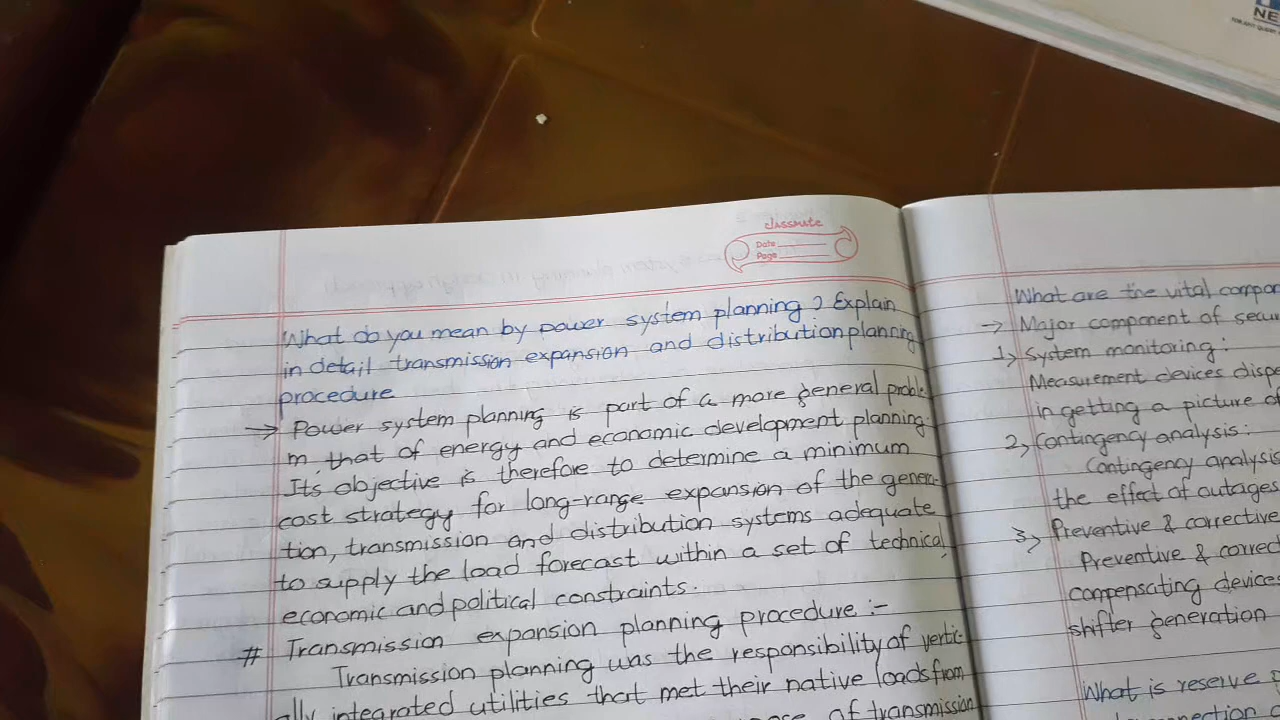 NE
classmate
Date
Page
What do you mean by power system planning ? Explain
in detail transmission expansion and distribution planning
procedure
→ Power system planning is part of a more general proble-
m, that of energy and economic development planning.
Its objective is therefore to determine a minimum
cost strategy for long-range expansion of the genera-
tion, transmission and distribution systems adequate
to supply the load forecast within a set of technical,
economic and political constraints.
# Transmission expansion planning procedure :-
Transmission planning was the responsibility of vertic-
ally integrated utilities that met their native loads from
of transmission
What are the vital compon
→ Major component of secur
1) System monitoring :
Measurement devices dispe
in getting a picture of
2) Contingency analysis :
Contingency analysis
the effect of outages
3) Preventive & corrective
Preventive & correct
compensating devices
shifter generation
What is reserve